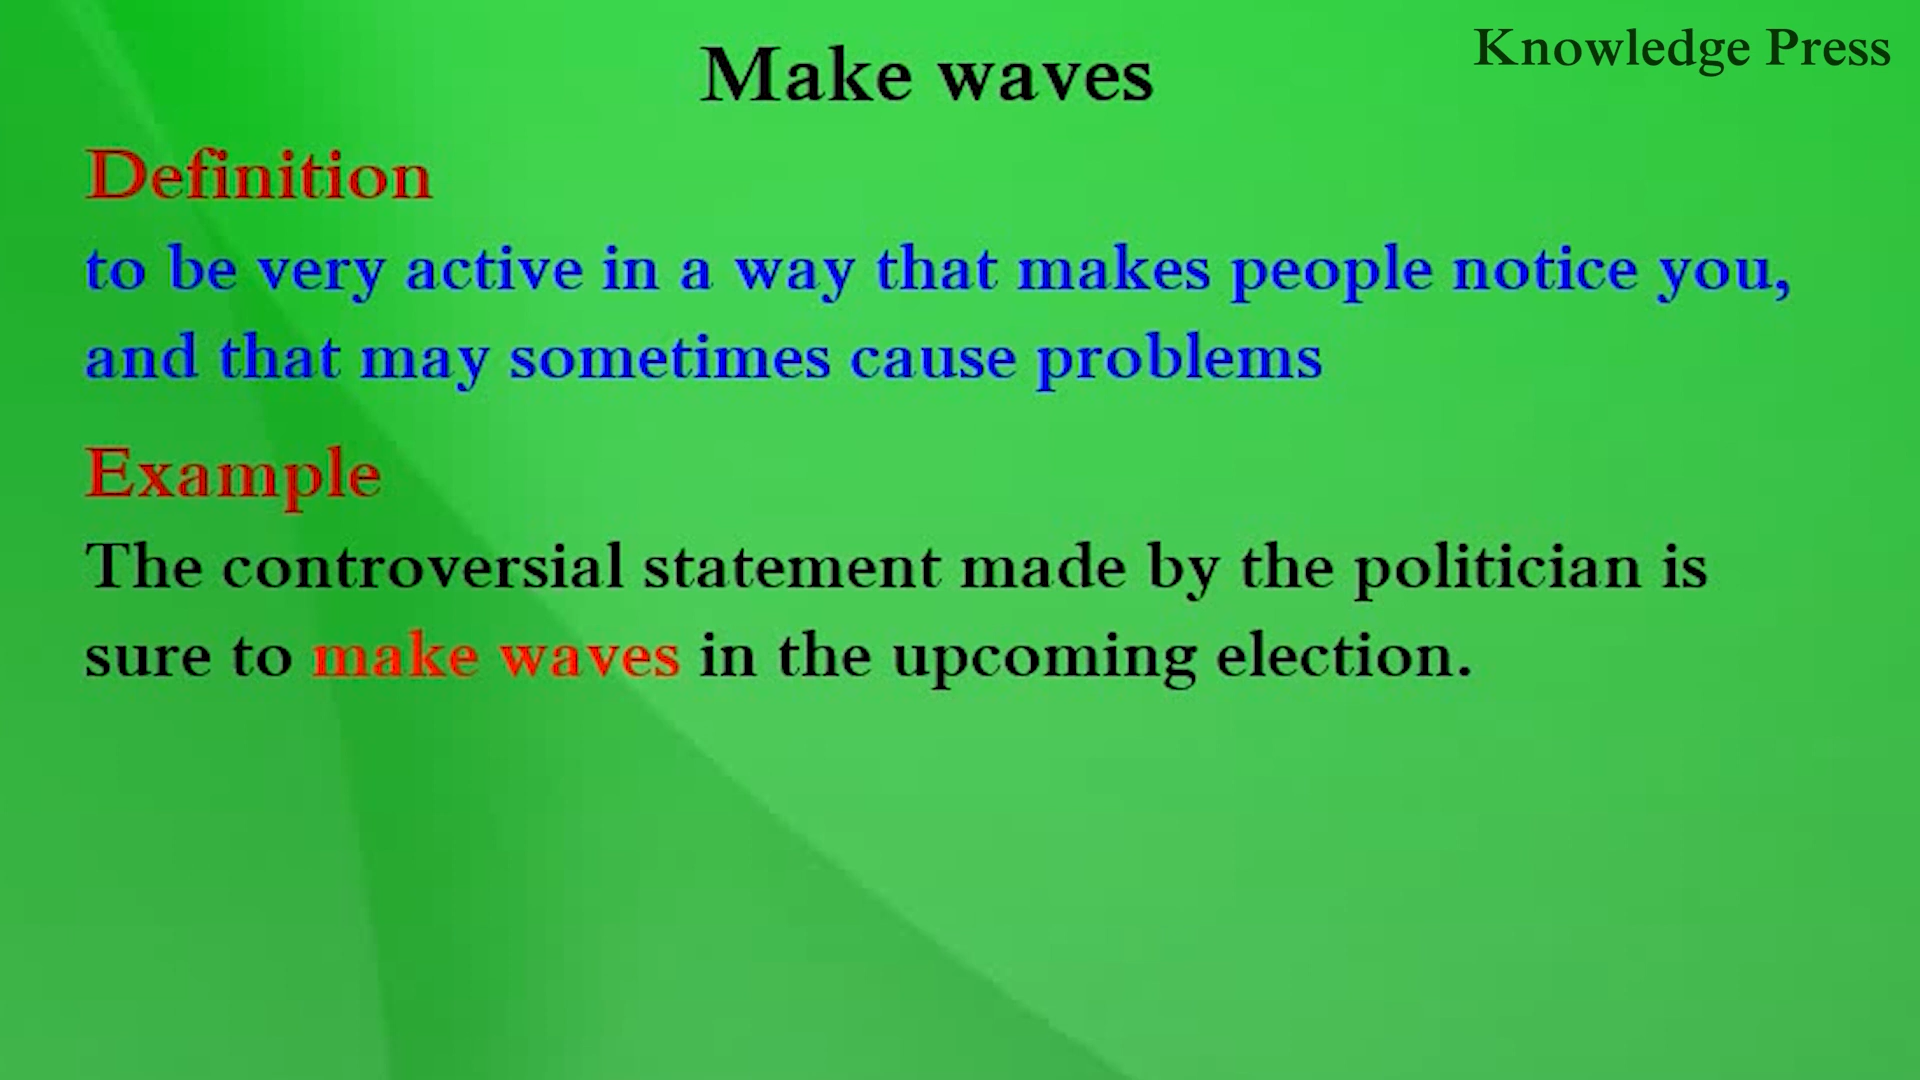 Knowledge Press
Make waves
Definition
to be very active in a way that makes people notice you,
and that may sometimes cause problems
Example
The controversial statement made by the politician is
sure to make waves in the upcoming election.